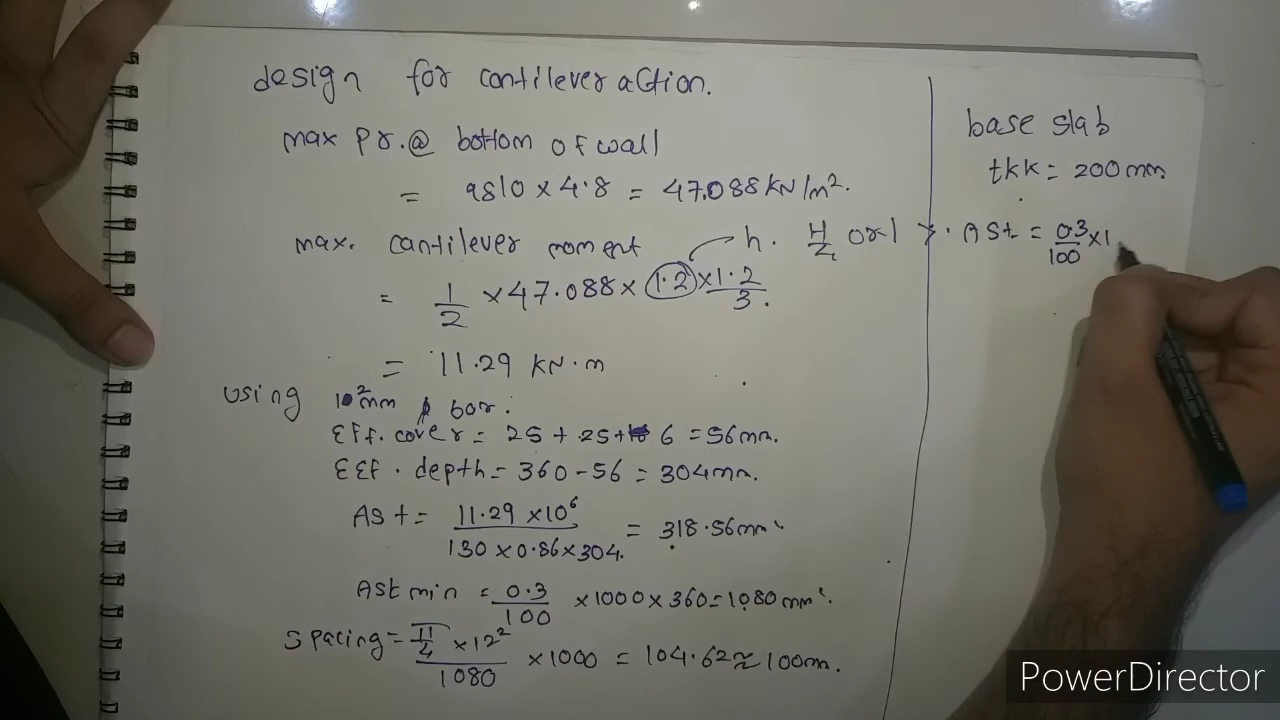 design for cantilever action.
max pr.@ bottom of wall
= 9810 × 4.8 = 47.088 KN/m².
max. cantilever moment
h. H/4 or 1 }.
= 1/2 × 47.088 × 1.2 × 1.2/3.
= 11.29 KN.m
using 12mm ϕ bar.
Eff. cover = 25 + 25 + 6 = 56mm.
Eff. depth = 360 - 56 = 304mm.
Ast = 11.29 × 10⁶ / 130 × 0.86 × 304. = 318.56mm²
Ast min = 0.3/100 × 1000 × 360 = 1080 mm².
Spacing = π/4 × 12² / 1080 × 1000 = 104.62 ≈ 100m.
base slab
tkk = 200mm
Ast = 0.3/100 × 1
PowerDirector